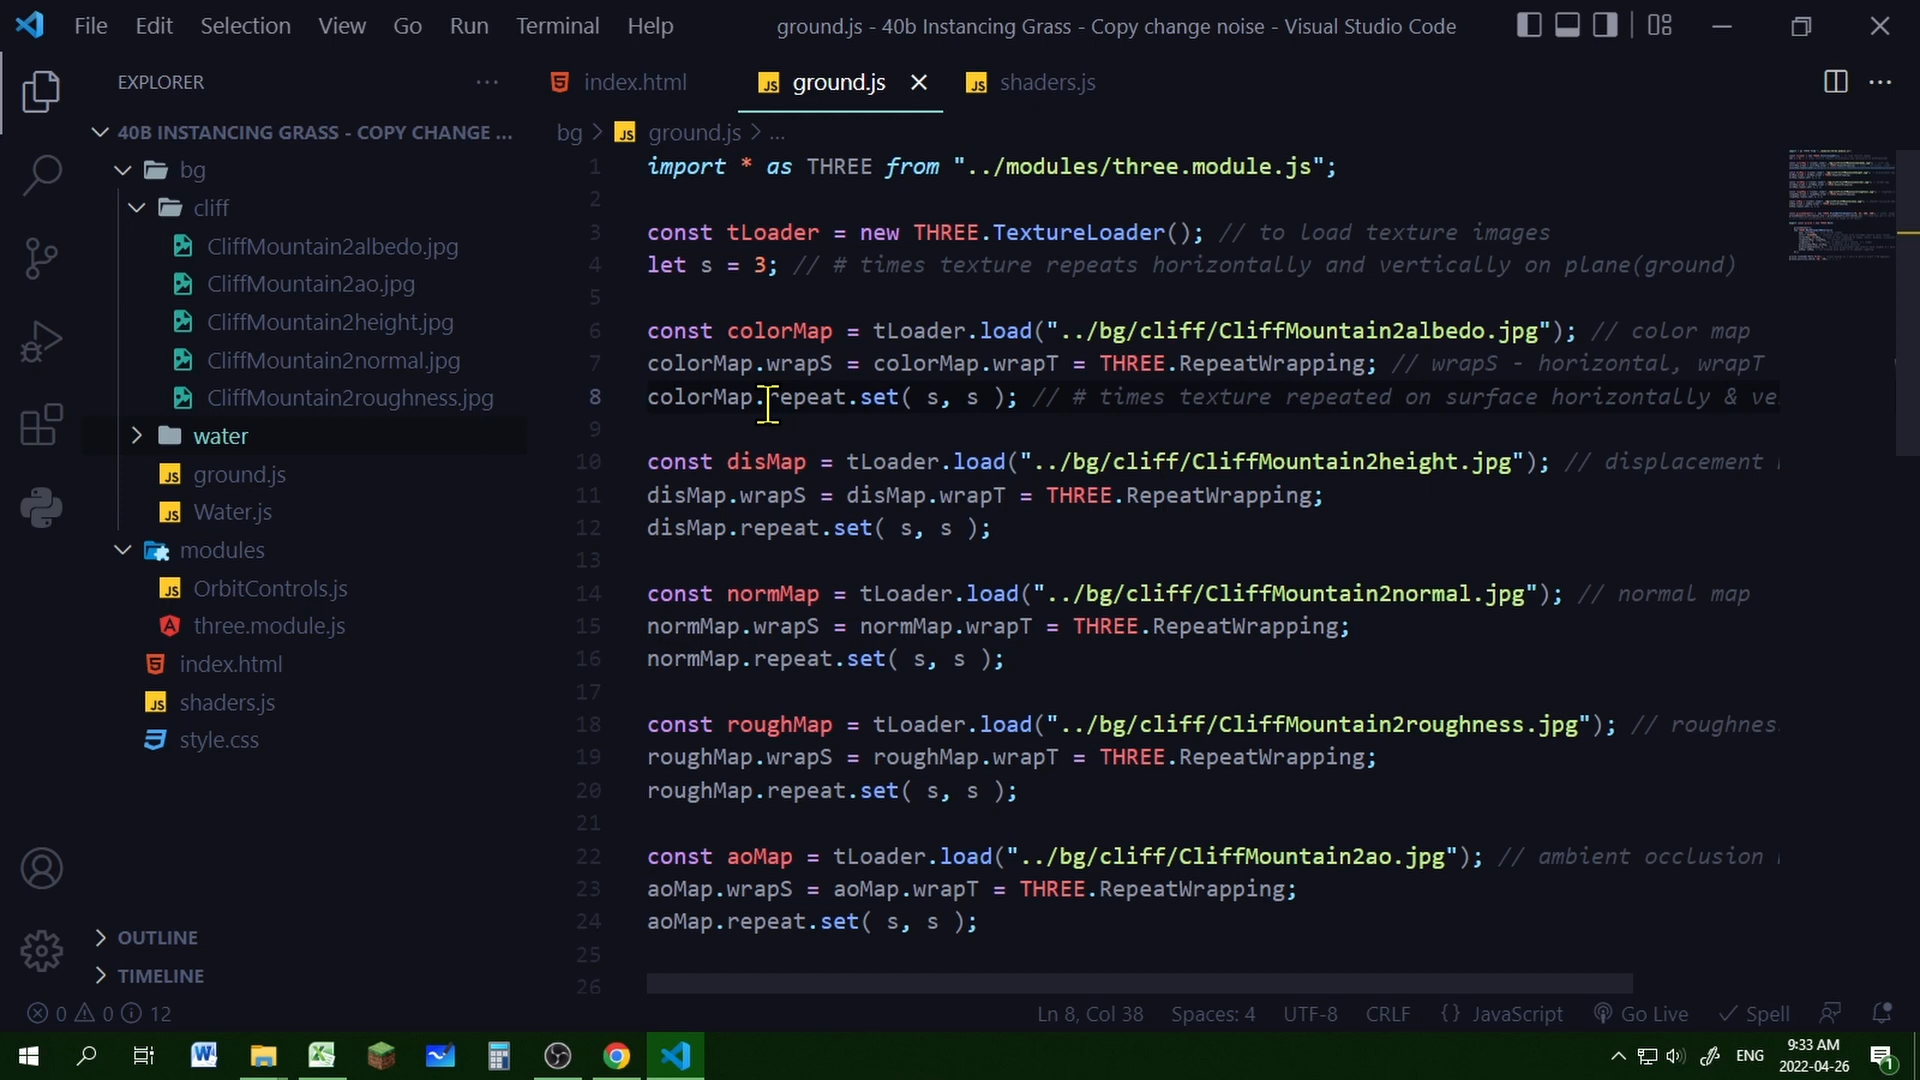 File Edit Selection View Go Run Terminal Help
ground.js - 40b Instancing Grass - Copy change noise - Visual Studio Code
EXPLORER
40B INSTANCING GRASS - COPY CHANGE ...
bg
cliff
CliffMountain2albedo.jpg
CliffMountain2ao.jpg
CliffMountain2height.jpg
CliffMountain2normal.jpg
CliffMountain2roughness.jpg
water
JS ground.js
JS Water.js
modules
JS OrbitControls.js
three.module.js
index.html
JS shaders.js
style.css
OUTLINE
TIMELINE
index.html JS ground.js JS shaders.js
bg > JS ground.js > ...
1 import * as THREE from "../modules/three.module.js";
2
3 const tLoader = new THREE.TextureLoader(); // to load texture images
4 let s = 3; // # times texture repeats horizontally and vertically on plane(ground)
5
6 const colorMap = tLoader.load("../bg/cliff/CliffMountain2albedo.jpg"); // color map
7 colorMap.wrapS = colorMap.wrapT = THREE.RepeatWrapping; // wrapS - horizontal, wrapT
8 colorMap.repeat.set( s, s ); // # times texture repeated on surface horizontally & ve
9
10 const disMap = tLoader.load("../bg/cliff/CliffMountain2height.jpg"); // displacement
11 disMap.wrapS = disMap.wrapT = THREE.RepeatWrapping;
12 disMap.repeat.set( s, s );
13
14 const normMap = tLoader.load("../bg/cliff/CliffMountain2normal.jpg"); // normal map
15 normMap.wrapS = normMap.wrapT = THREE.RepeatWrapping;
16 normMap.repeat.set( s, s );
17
18 const roughMap = tLoader.load("../bg/cliff/CliffMountain2roughness.jpg"); // roughnes
19 roughMap.wrapS = roughMap.wrapT = THREE.RepeatWrapping;
20 roughMap.repeat.set( s, s );
21
22 const aoMap = tLoader.load("../bg/cliff/CliffMountain2ao.jpg"); // ambient occlusion
23 aoMap.wrapS = aoMap.wrapT = THREE.RepeatWrapping;
24 aoMap.repeat.set( s, s );
25
26
0 0 12 Ln 8, Col 38 Spaces: 4 UTF-8 CRLF {} JavaScript Go Live Spell
ENG 9:33 AM
2022-04-26 1